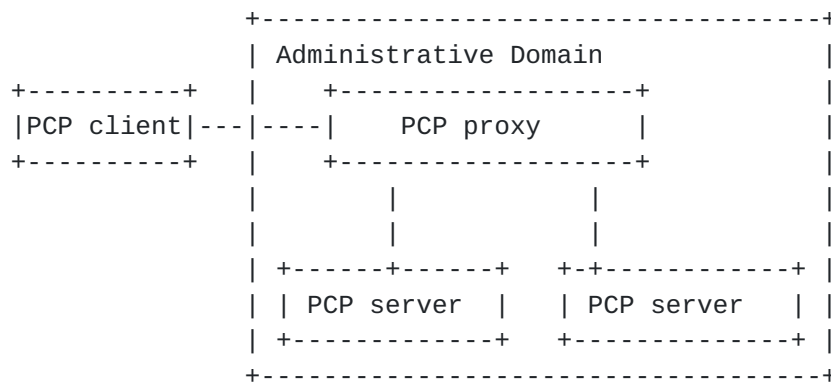 Administrative Domain
PCP client PCP proxy
PCP server PCP server